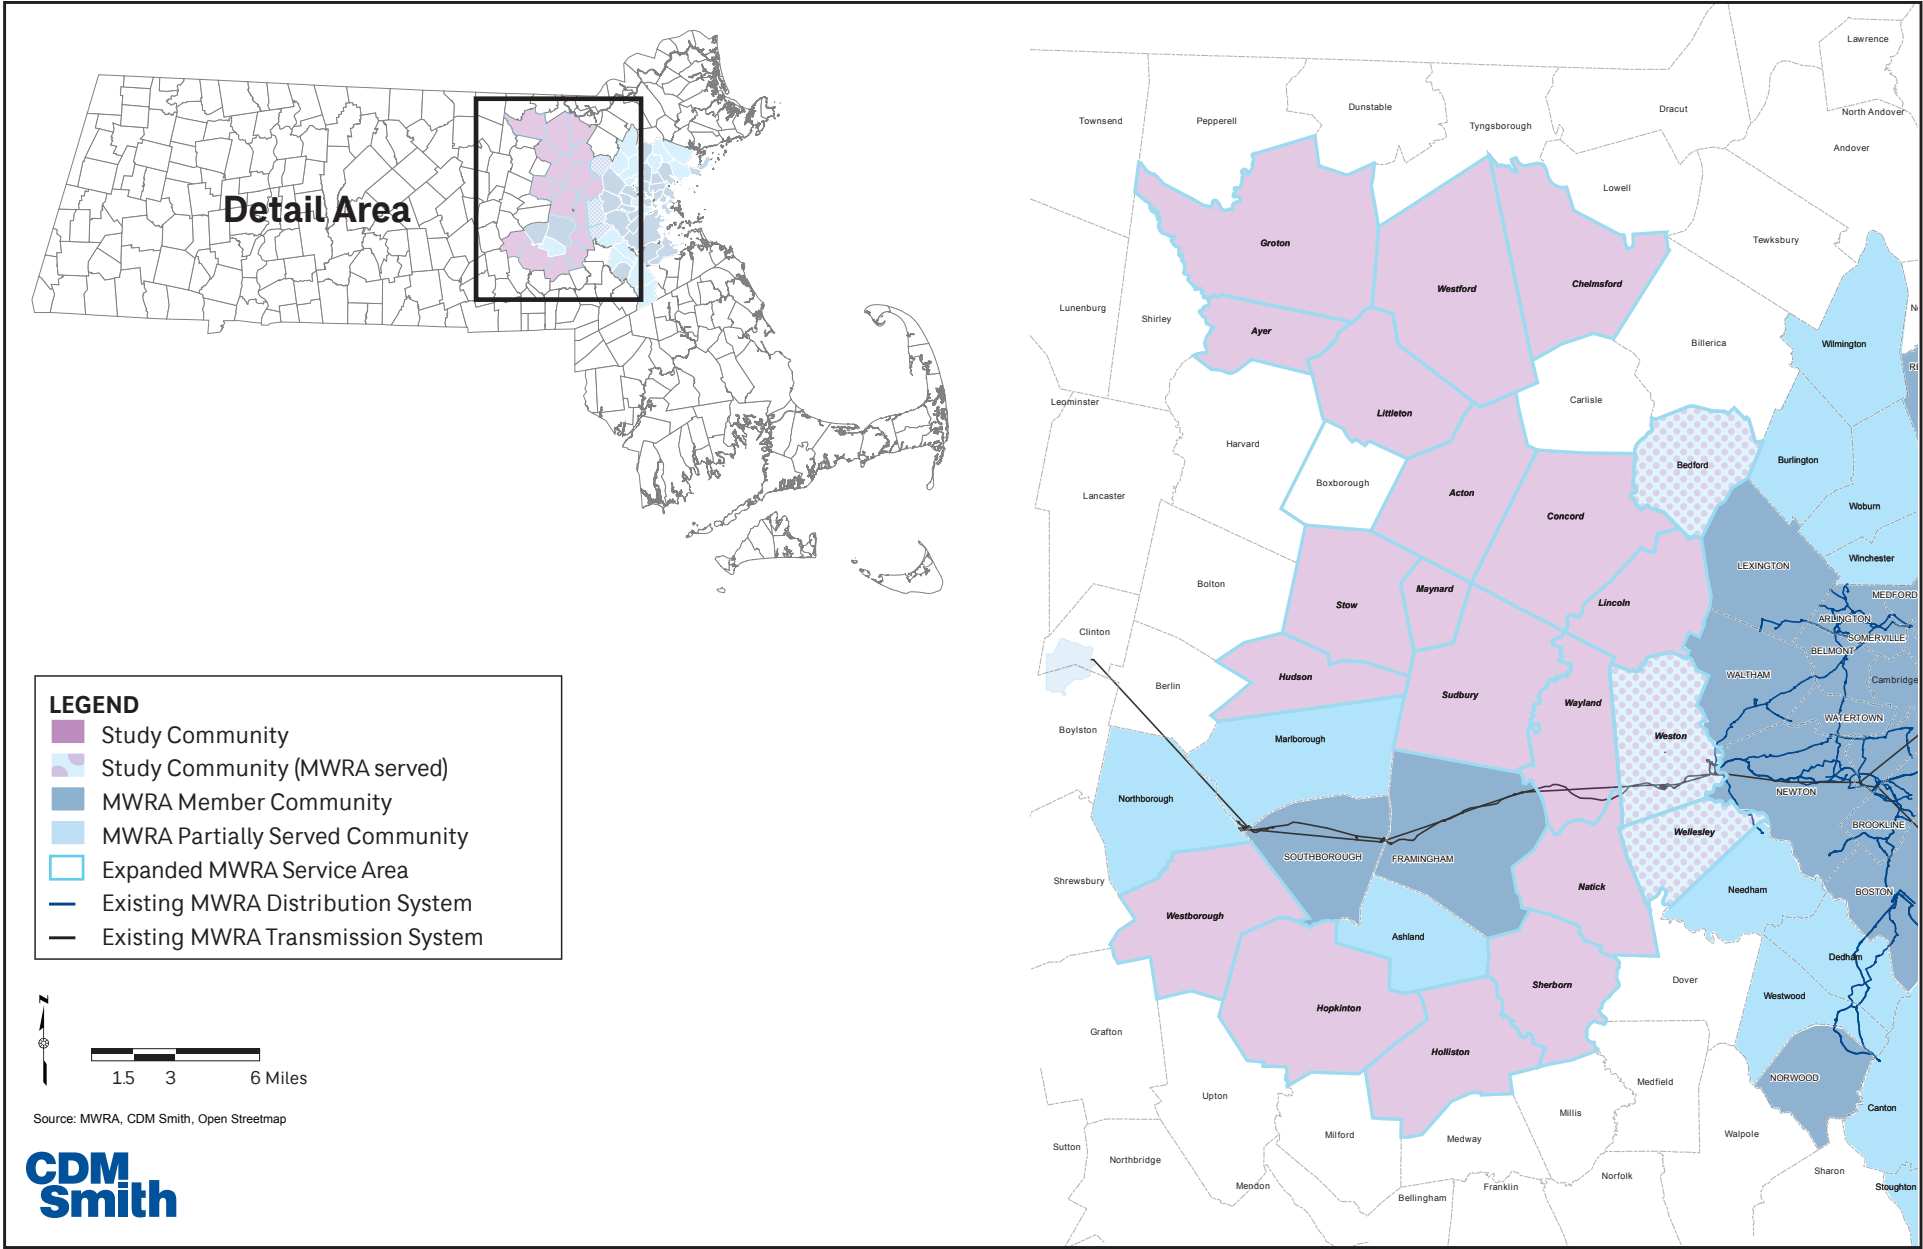 Detail Area
LEGEND
Study Community
Study Community (MWRA served)
MWRA Member Community
MWRA Partially Served Community
Expanded MWRA Service Area
Existing MWRA Distribution System
Existing MWRA Transmission System
N
1.5 3 6 Miles
Source: MWRA, CDM Smith, Open Streetmap
CDM
Smith
Lawrence
Townsend
Pepperell
Dunstable
Tyngsborough
Dracut
North Andover
Andover
Lowell
Groton
Tewksbury
Westford
Chelmsford
Lunenburg
Shirley
Ayer
Billerica
Wilmington
Leominster
Littleton
Carlisle
Harvard
Bedford
Burlington
Boxborough
Lancaster
Acton
Concord
Woburn
Winchester
LEXINGTON
Bolton
Stow
Maynard
Lincoln
MEDFORD
ARLINGTON
SOMERVILLE
Clinton
BELMONT
Berlin
Hudson
Sudbury
Wayland
WALTHAM
Cambridge
Boylston
Marlborough
Weston
WATERTOWN
Northborough
NEWTON
Wellesley
BROOKLINE
SOUTHBOROUGH
FRAMINGHAM
Shrewsbury
Natick
Needham
BOSTON
Westborough
Ashland
Dedham
Sherborn
Dover
Westwood
Hopkinton
Grafton
Holliston
Medfield
NORWOOD
Upton
Millis
Canton
Milford
Medway
Walpole
Sutton
Northbridge
Sharon
Mendon
Bellingham
Franklin
Norfolk
Stoughton